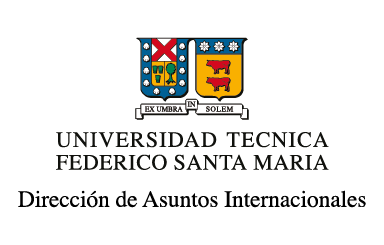 EX UMBRA IN SOLEM
UNIVERSIDAD TECNICA
FEDERICO SANTA MARIA
Dirección de Asuntos Internacionales